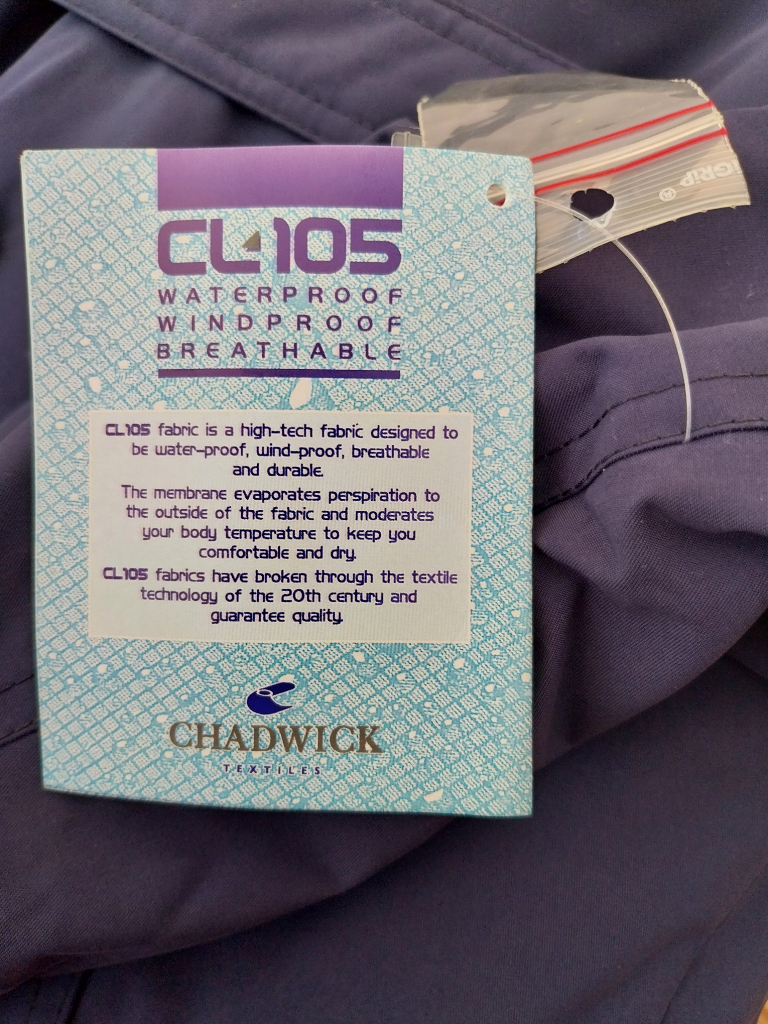 GRIP ®
CL105
WATERPROOF
WINDPROOF
BREATHABLE
CL105 fabric is a high-tech fabric designed to
be water-proof, wind-proof, breathable
and durable.
The membrane evaporates perspiration to
the outside of the fabric and moderates
your body temperature to keep you
comfortable and dry.
CL105 fabrics have broken through the textile
technology of the 20th century and
guarantee quality.
CHADWICK
TEXTILES